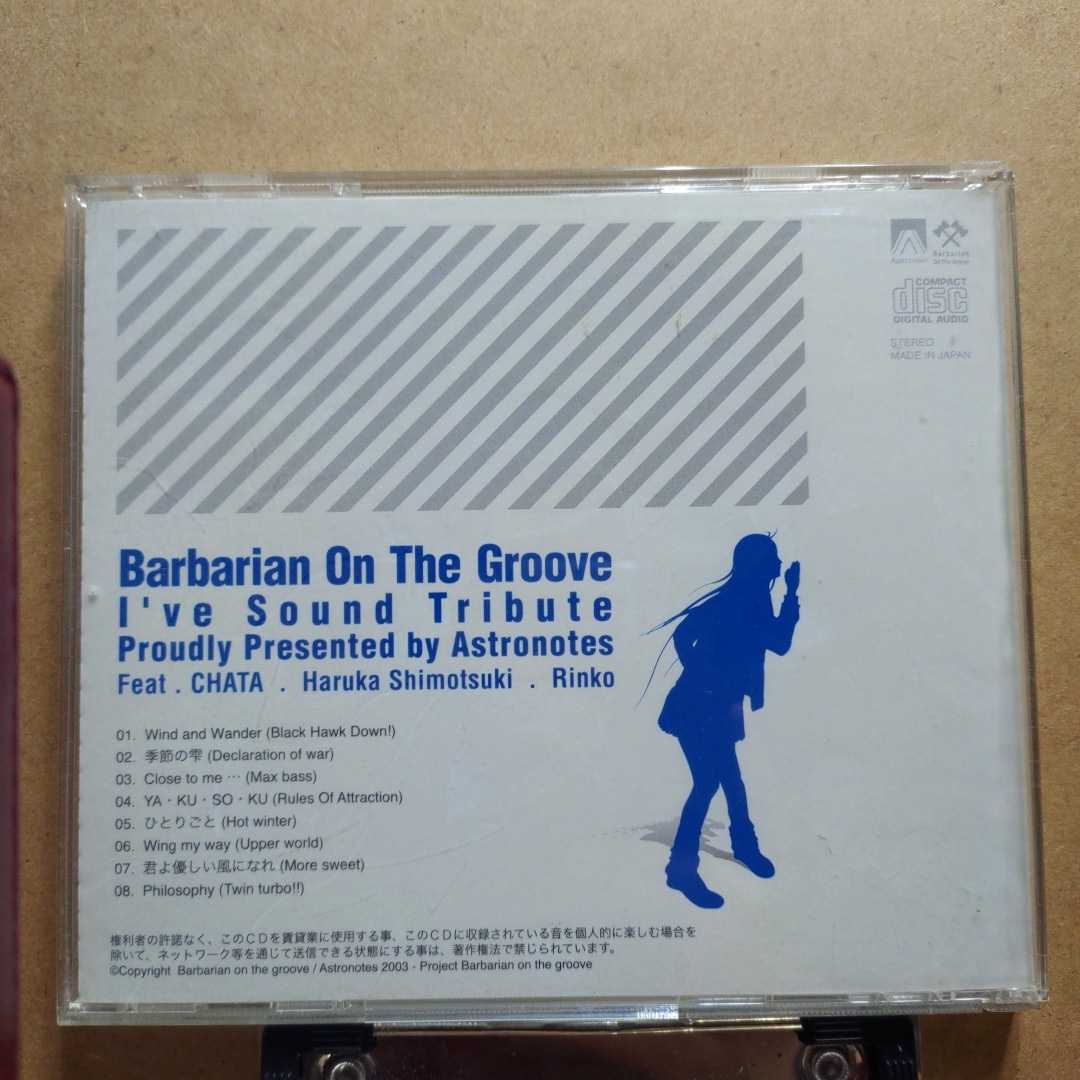 Barbarian
On The Groove
COMPACT
disc
DIGITAL AUDIO
STEREO
MADE IN JAPAN
Barbarian On The Groove
I've Sound Tribute
Proudly Presented by Astronotes
Feat . CHATA . Haruka Shimotsuki . Rinko
01. Wind and Wander (Black Hawk Down!)
02. 季節の雫 (Declaration of war)
03. Close to me … (Max bass)
04. YA・KU・SO・KU (Rules Of Attraction)
05. ひとりごと (Hot winter)
06. Wing my way (Upper world)
07. 君よ優しい風になれ (More sweet)
08. Philosophy (Twin turbo!!)
権利者の許諾なく、このCDを賃貸業に使用する事、このCDに収録されている音を個人的に楽しむ場合を
除いて、ネットワーク等を通じて送信できる状態にする事は、著作権法で禁じられています。
©Copyright Barbarian on the groove / Astronotes 2003 - Project Barbarian on the groove